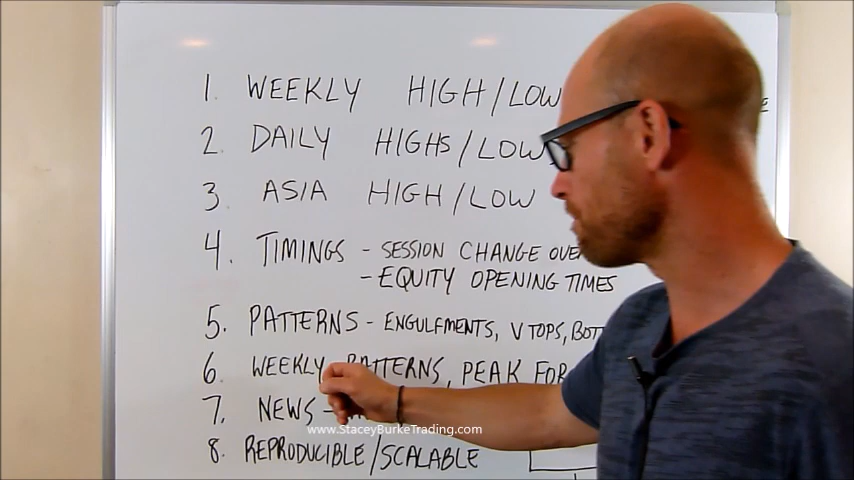 1. WEEKLY HIGH/LOW
2. DAILY HIGHS/LOW
3. ASIA HIGH/LOW
4. TIMINGS - SESSION CHANGE
- EQUITY OPENING TIMES
5. PATTERNS - ENGULFMENTS, V TOPS,
6. WEEKLY PATTERNS, PEAK
7. NEWS -
www.StaceyBurkeTrading.com
8. REPRODUCIBLE/SCALABLE